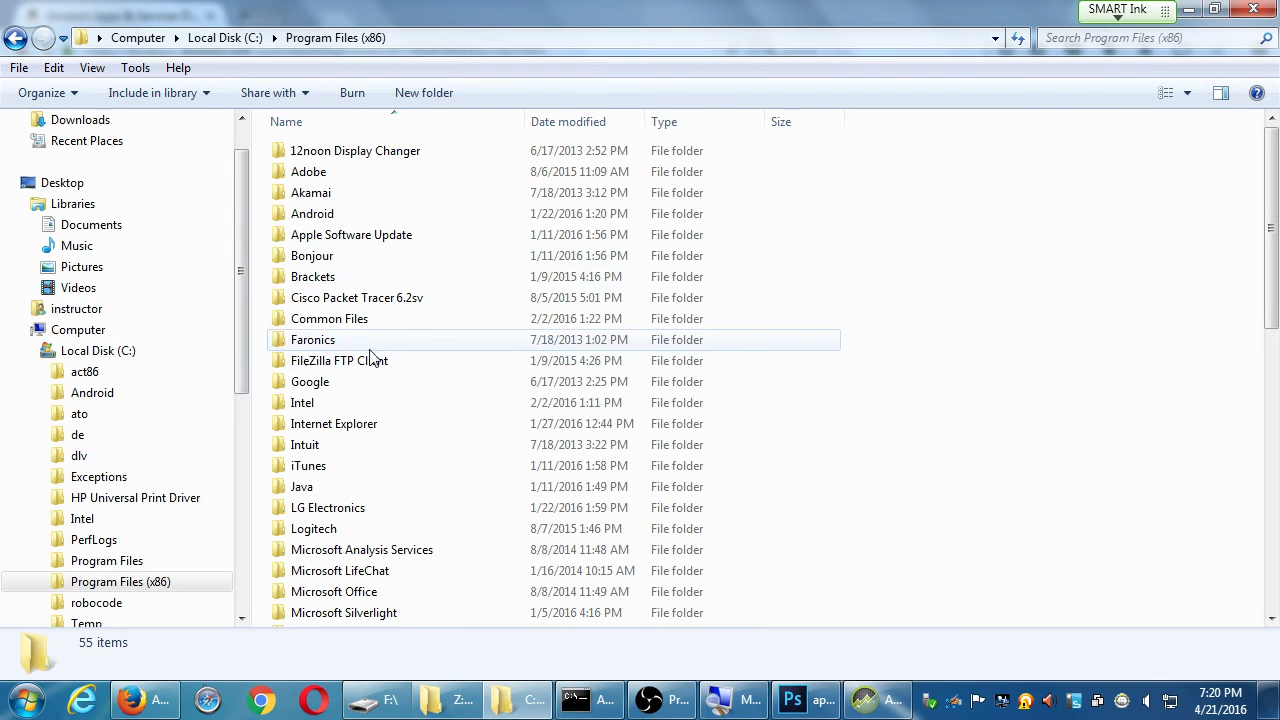 SMART Ink
Computer Local Disk (C:) Program Files (x86)
Search Program Files (x86)
File Edit View Tools Help
Organize Include in library Share with Burn New folder
Name Date modified Type Size
Downloads
Recent Places
Desktop
Libraries
Documents
Music
Pictures
Videos
instructor
Computer
Local Disk (C:)
act86
Android
ato
de
dlv
Exceptions
HP Universal Print Driver
Intel
PerfLogs
Program Files
Program Files (x86)
robocode
Temp
12noon Display Changer 6/17/2013 2:52 PM File folder
Adobe 8/6/2015 11:09 AM File folder
Akamai 7/18/2013 3:12 PM File folder
Android 1/22/2016 1:20 PM File folder
Apple Software Update 1/11/2016 1:56 PM File folder
Bonjour 1/11/2016 1:56 PM File folder
Brackets 1/9/2015 4:16 PM File folder
Cisco Packet Tracer 6.2sv 8/5/2015 5:01 PM File folder
Common Files 2/2/2016 1:22 PM File folder
Faronics 7/18/2013 1:02 PM File folder
FileZilla FTP Client 1/9/2015 4:26 PM File folder
Google 6/17/2013 2:25 PM File folder
Intel 2/2/2016 1:11 PM File folder
Internet Explorer 1/27/2016 12:44 PM File folder
Intuit 7/18/2013 3:22 PM File folder
iTunes 1/11/2016 1:58 PM File folder
Java 1/11/2016 1:49 PM File folder
LG Electronics 1/22/2016 1:59 PM File folder
Logitech 8/7/2015 1:46 PM File folder
Microsoft Analysis Services 8/8/2014 11:48 AM File folder
Microsoft LifeChat 1/16/2014 10:15 AM File folder
Microsoft Office 8/8/2014 11:49 AM File folder
Microsoft Silverlight 1/5/2016 4:16 PM File folder
55 items
A... F:\ Z:... C:... A... Pr... M... Ps ap... A... 7:20 PM
4/21/2016